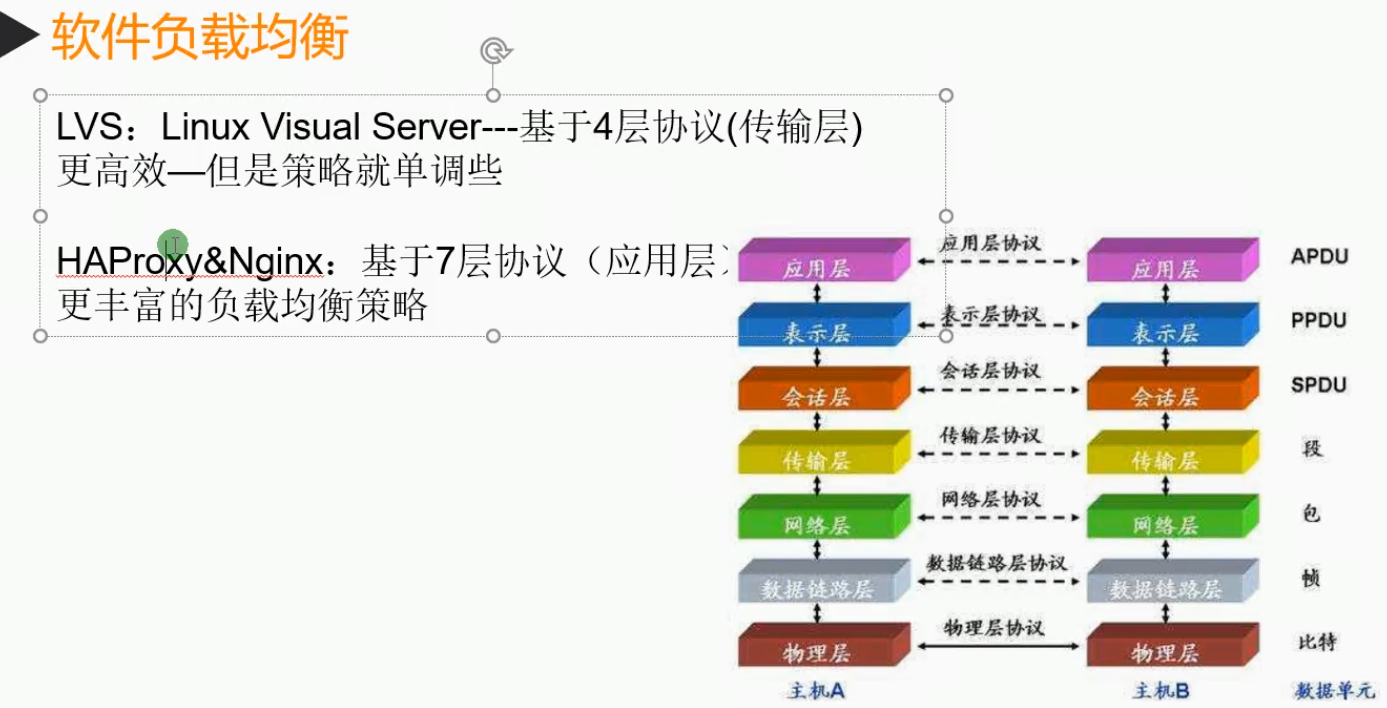 软件负载均衡
LVS：Linux Visual Server---基于4层协议(传输层)
更高效—但是策略就单调些
HAProxy&Nginx：基于7层协议（应用层）
更丰富的负载均衡策略
应用层 应用层协议 应用层 APDU
表示层 表示层协议 表示层 PPDU
会话层 会话层协议 会话层 SPDU
传输层 传输层协议 传输层 段
网络层 网络层协议 网络层 包
数据链路层 数据链路层协议 数据链路层 帧
物理层 物理层协议 物理层 比特
主机A 主机B 数据单元